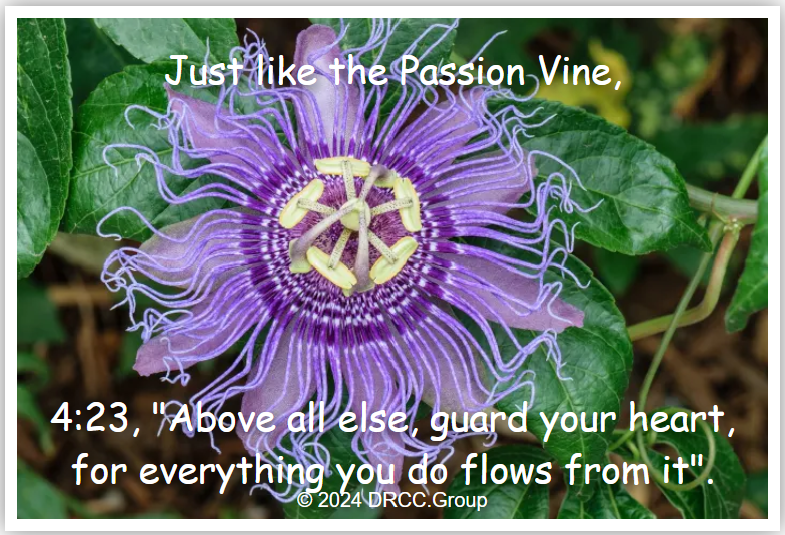 Just like the Passion Vine,
4:23, "Above all else, guard your heart,
for everything you do flows from it".
© 2024 DRCC.Group